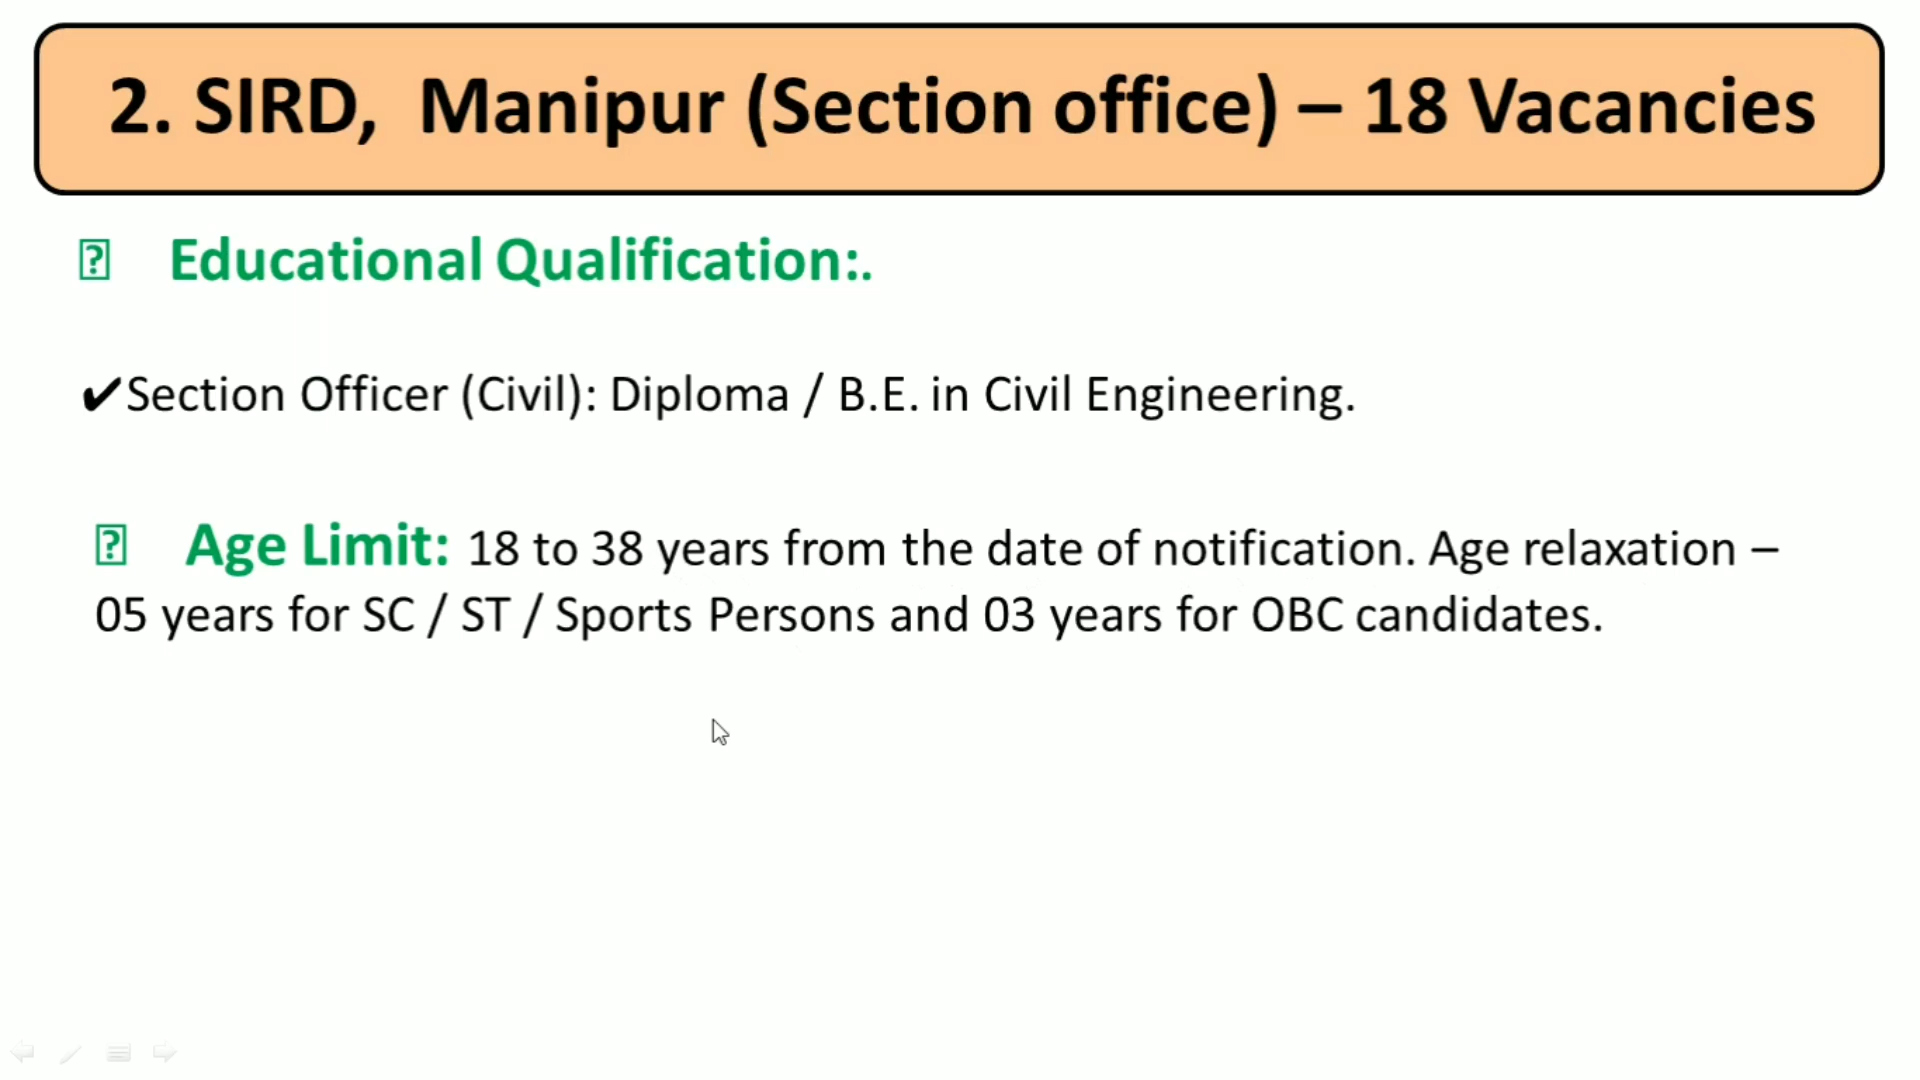 2. SIRD, Manipur (Section office) – 18 Vacancies
Educational Qualification:.
✔Section Officer (Civil): Diploma / B.E. in Civil Engineering.
Age Limit: 18 to 38 years from the date of notification. Age relaxation –
05 years for SC / ST / Sports Persons and 03 years for OBC candidates.